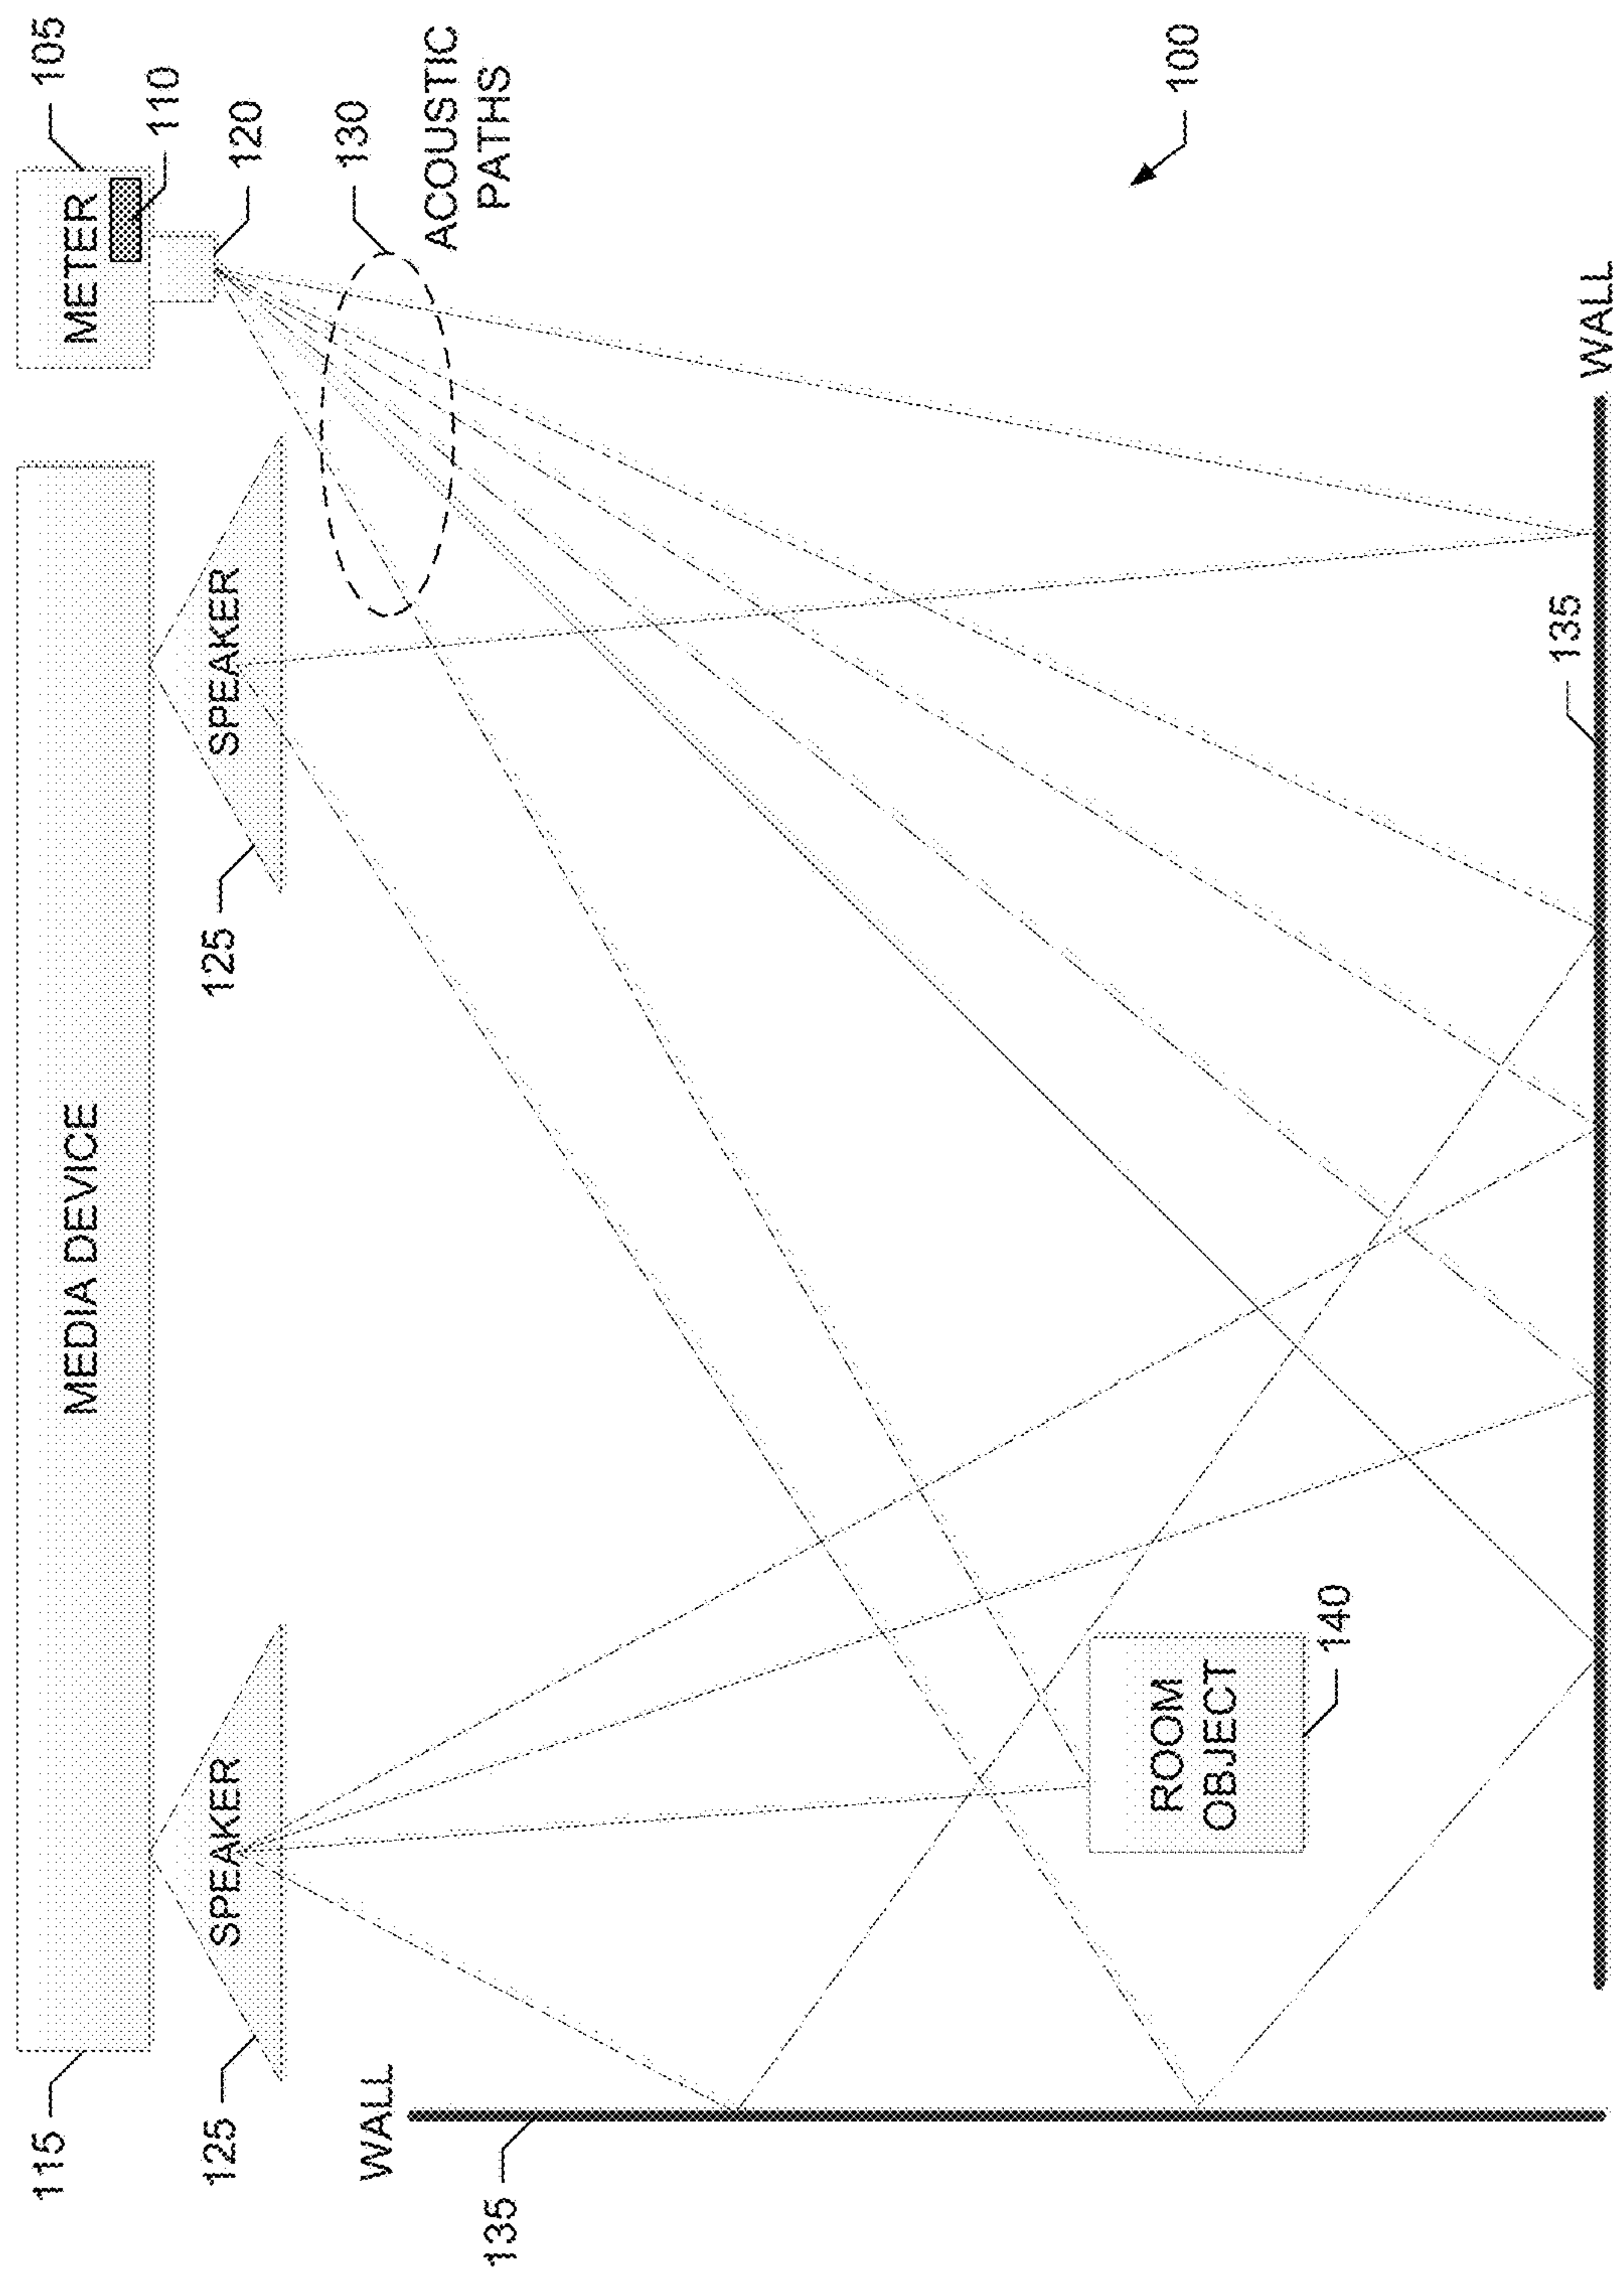 115
MEDIA DEVICE
METER
105
110
125
SPEAKER
125
SPEAKER
120
130
ACOUSTIC
PATHS
WALL
135
ROOM
OBJECT
140
100
135
WALL